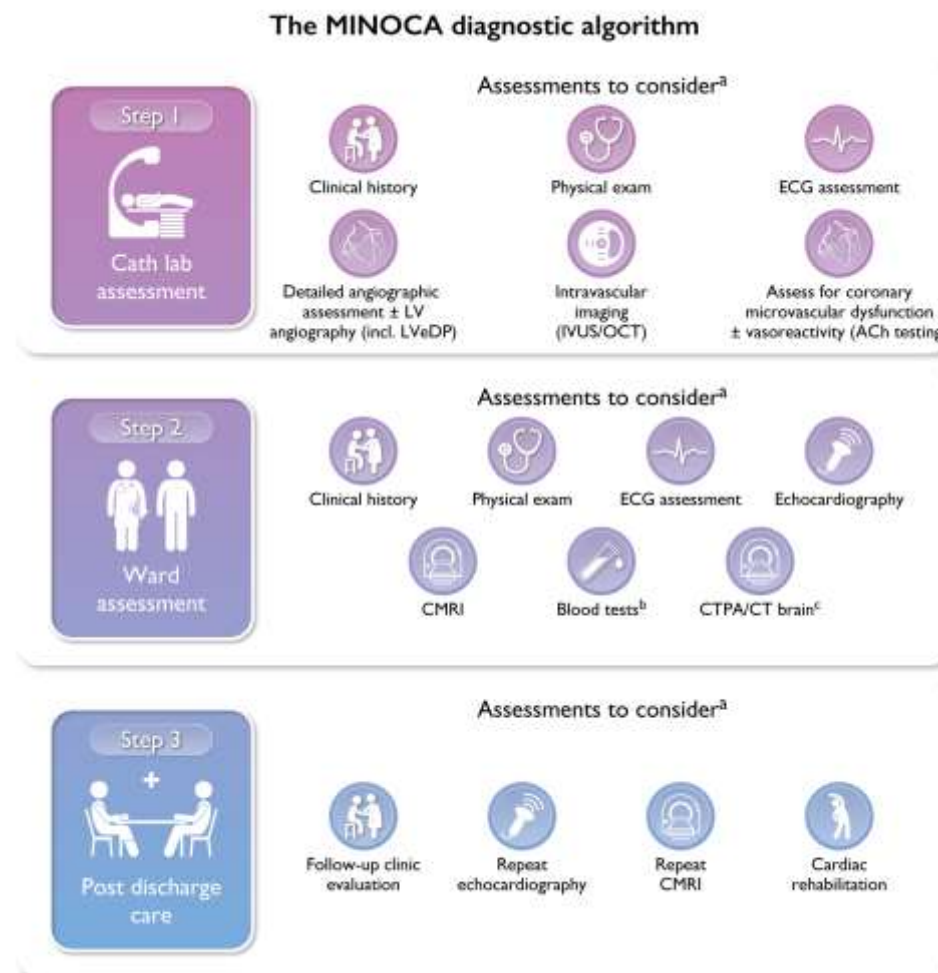 The MINOCA diagnostic algorithm
Step 1
Cath lab
assessment
Assessments to considerᵃ
Clinical history
Physical exam
ECG assessment
Detailed angiographic
assessment ± LV
angiography (incl. LVeDP)
Intravascular
imaging
(IVUS/OCT)
Assess for coronary
microvascular dysfunction
± vasoreactivity (ACh testing
Step 2
Ward
assessment
Assessments to considerᵃ
Clinical history
Physical exam
ECG assessment
Echocardiography
CMRI
Blood testsᵇ
CTPA/CT brainᶜ
Step 3
Post discharge
care
Assessments to considerᵃ
Follow-up clinic
evaluation
Repeat
echocardiography
Repeat
CMRI
Cardiac
rehabilitation